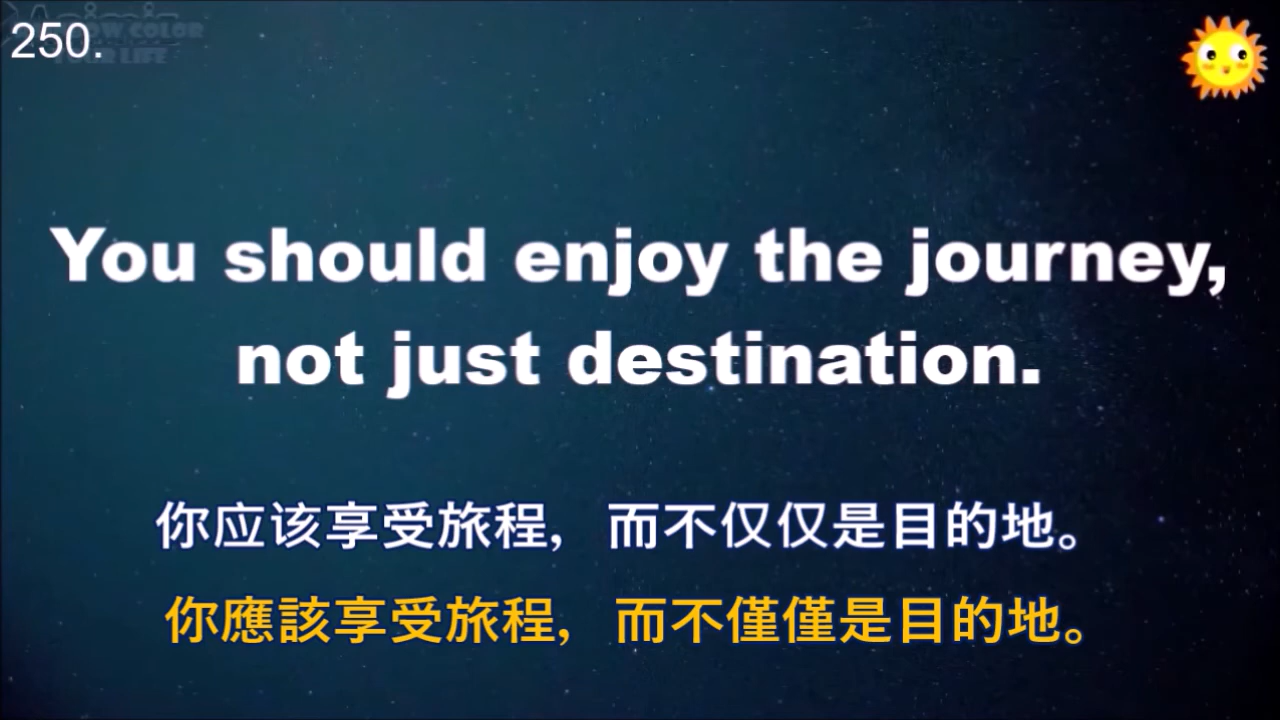 250.
You should enjoy the journey,
not just destination.
你应该享受旅程，而不仅仅是目的地。
你應該享受旅程，而不僅僅是目的地。